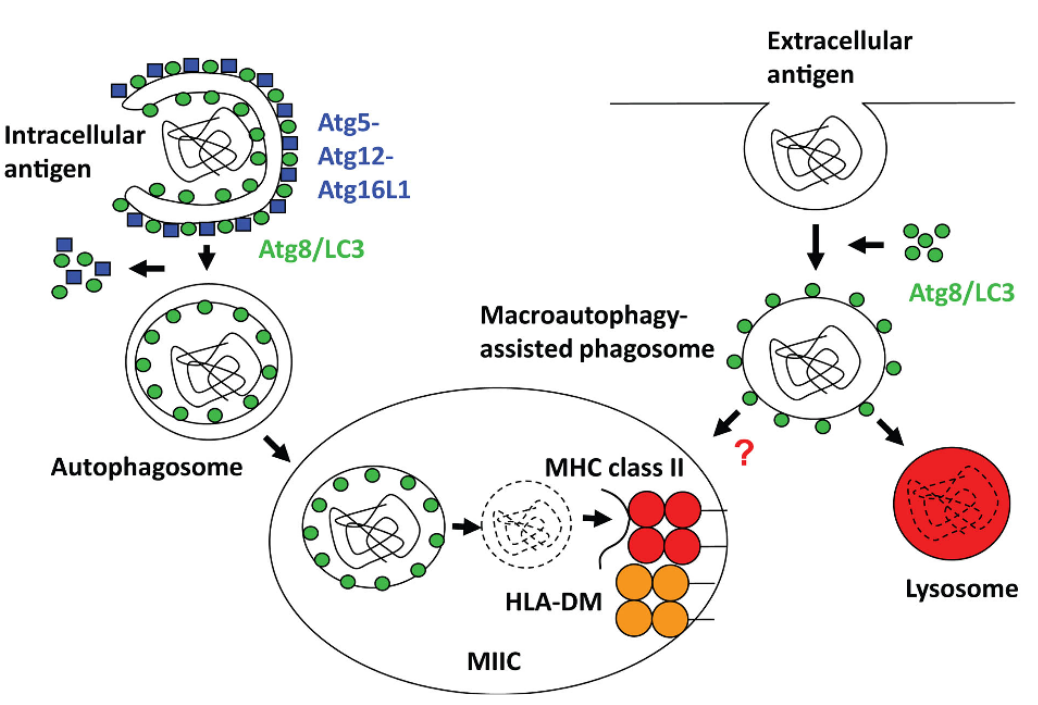 Extracellular
antigen
Intracellular
antigen
Atg5-
Atg12-
Atg16L1
Atg8/LC3
Atg8/LC3
Macroautophagy-
assisted phagosome
Autophagosome
?
MHC class II
HLA-DM
Lysosome
MIIC